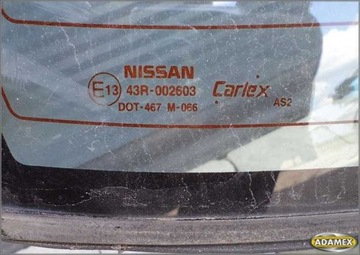 NISSAN
E13 43R-002603 Carlex
DOT-467 M-066 AS2
ADAMEX